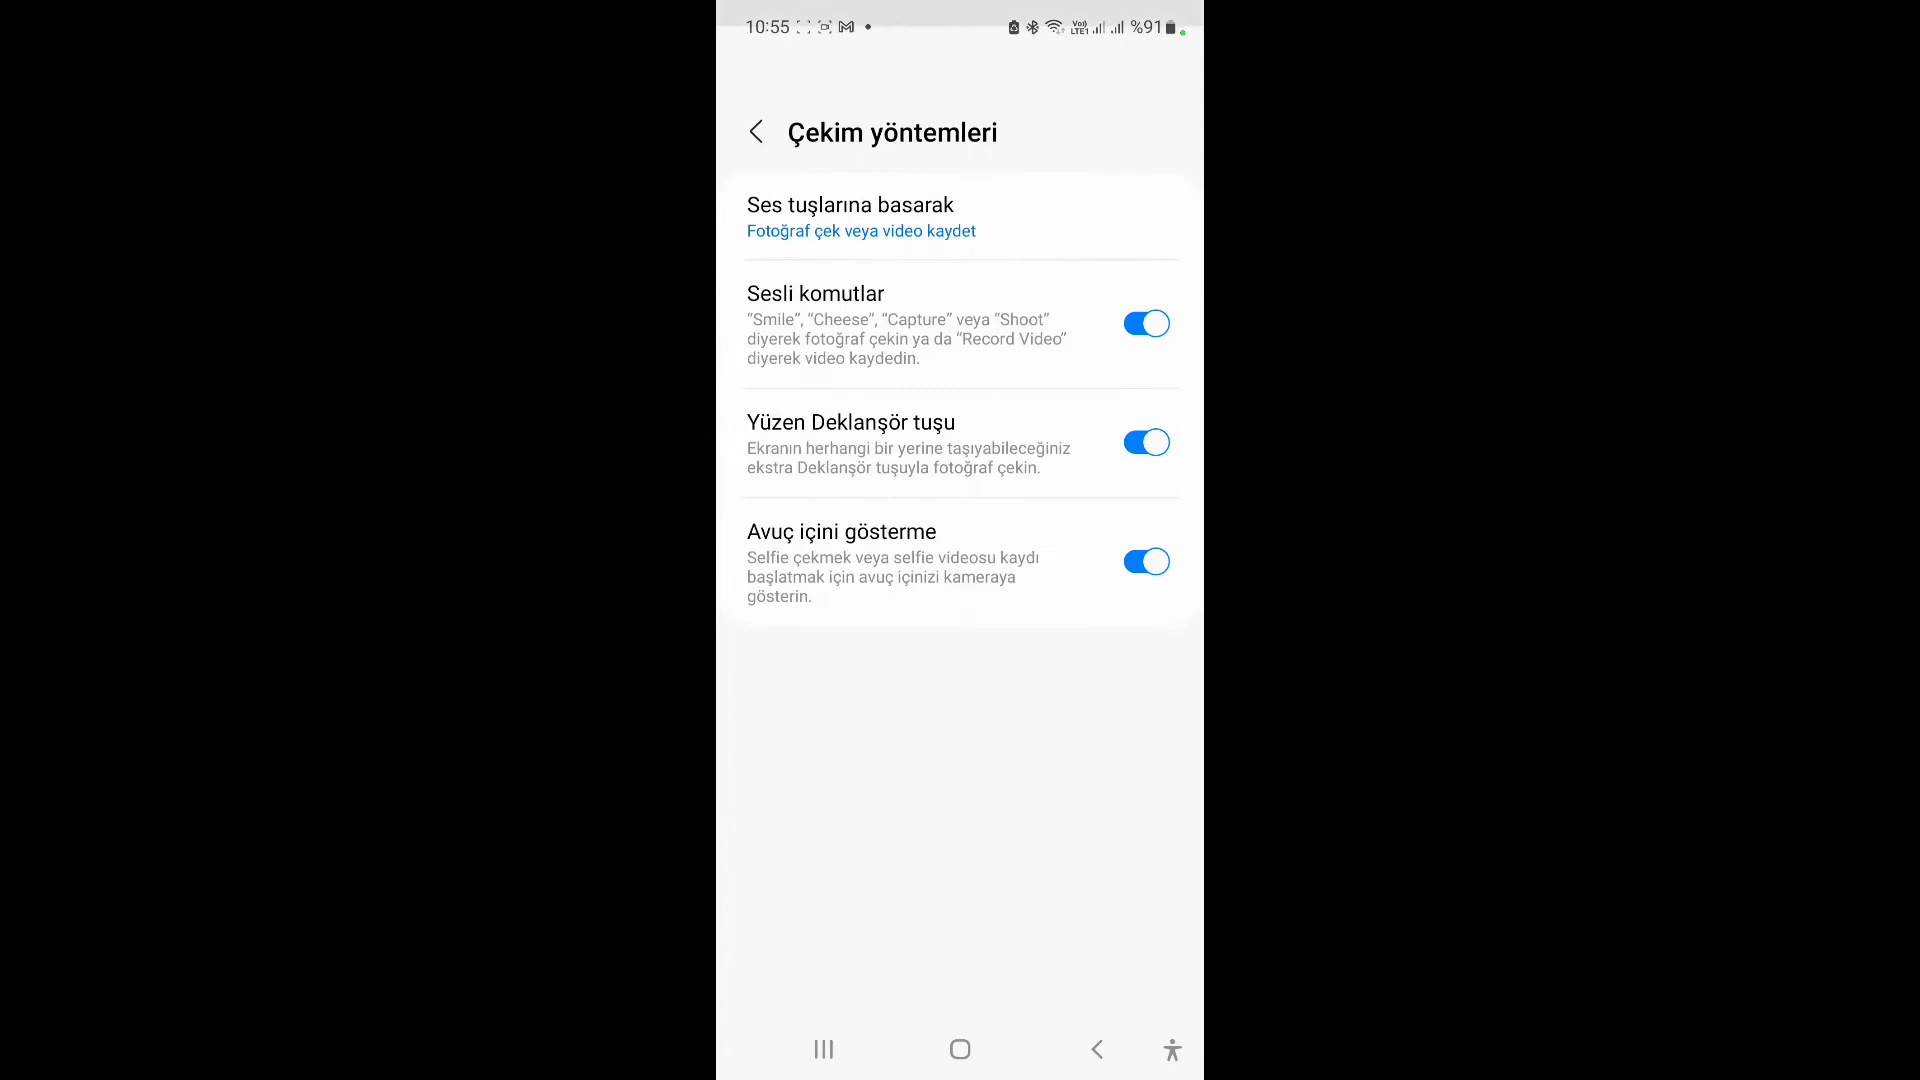 10:55 %91
Çekim yöntemleri
Ses tuşlarına basarak
Fotoğraf çek veya video kaydet
Sesli komutlar
“Smile”, “Cheese”, “Capture” veya “Shoot”
diyerek fotoğraf çekin ya da “Record Video”
diyerek video kaydedin.
Yüzen Deklanşör tuşu
Ekranın herhangi bir yerine taşıyabileceğiniz
ekstra Deklanşör tuşuyla fotoğraf çekin.
Avuç içini gösterme
Selfie çekmek veya selfie videosu kaydı
başlatmak için avuç içinizi kameraya
gösterin.